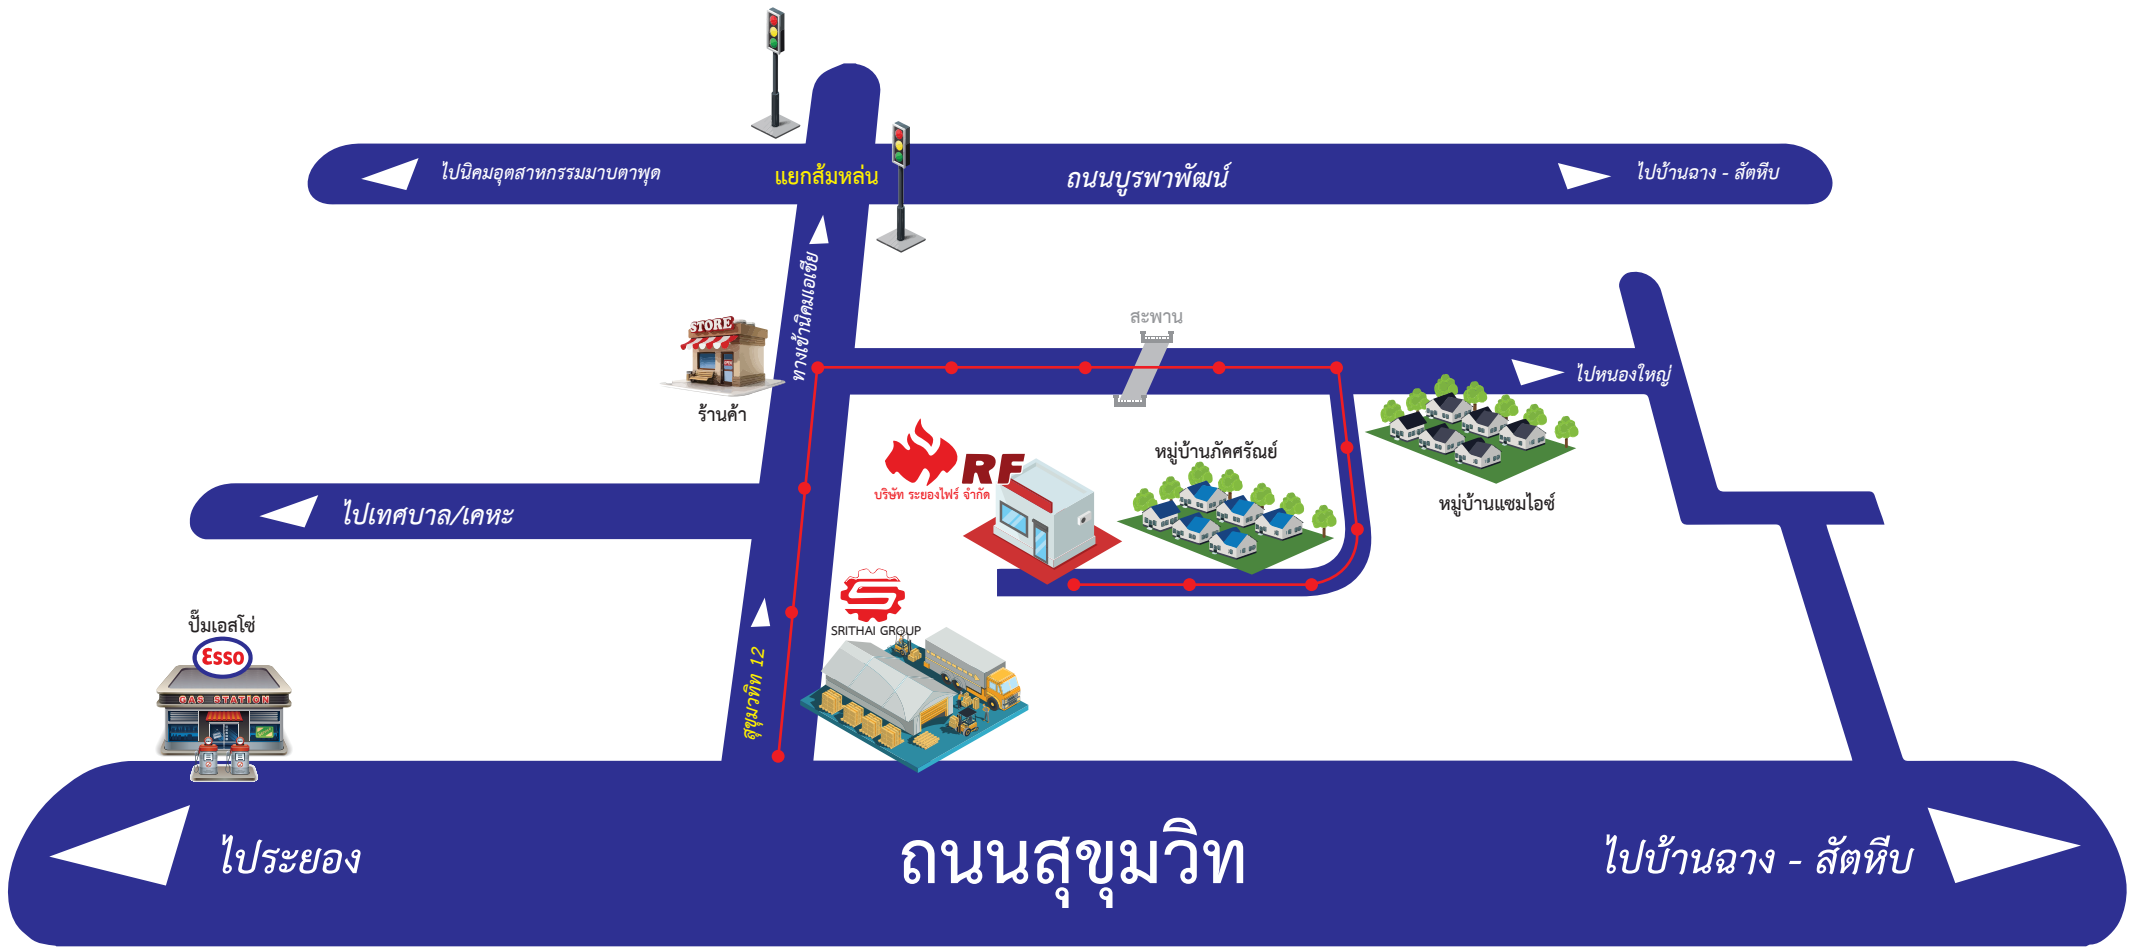 ไปนิคมอุตสาหกรรมมาบตาพุด
แยกส้มหล่น
ถนนบูรพาพัฒน์
ไปบ้านฉาง - สัตหีบ
ทางเข้านิคมเอเชีย
STORE
ร้านค้า
สะพาน
ไปหนองใหญ่
RF
บริษัท ระยองไฟร์ จำกัด
หมู่บ้านภัคศรัณย์
หมู่บ้านแซมไอซ์
ไปเทศบาล/เคหะ
SRITHAI GROUP
ปั๊มเอสโซ่
Esso
GAS STATION
สุขุมวิทิท 12
ไประยอง
ถนนสุขุมวิท
ไปบ้านฉาง - สัตหีบ